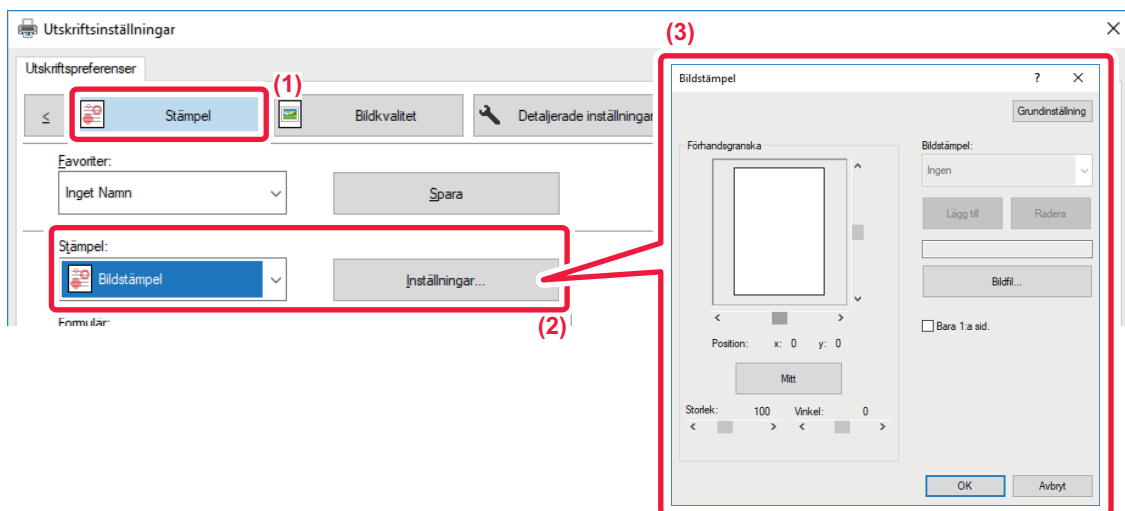 Utskriftsinställningar
Utskriftspreferenser
(1)
<
Stämpel
Bildkvalitet
Detaljerade inställningar
Favoriter:
Inget Namn
Spara
Stämpel:
Bildstämpel
Inställningar...
(2)
Formulär:
(3)
Bildstämpel
?
Grundinställning
Förhandsgranska
Position: x: 0 y: 0
Mitt
Storlek: 100 Vinkel: 0
Bildstämpel:
Ingen
Lägg till
Radera
Bildfil...
Bara 1:a sid.
OK
Avbryt